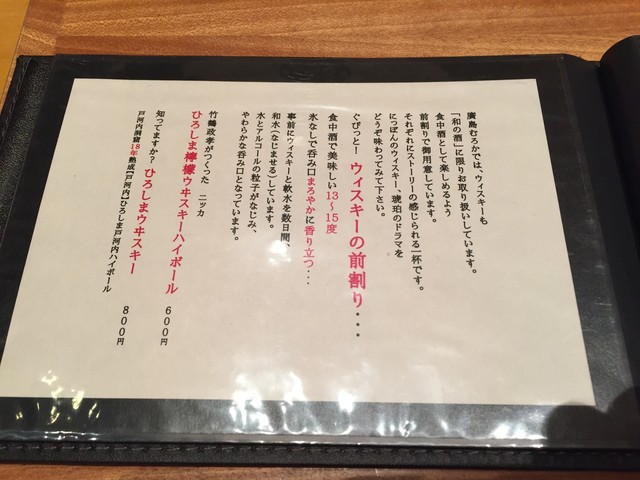 廣島むろかでは、ウィスキーも
「和の酒」に限りお取り扱いしています。
食中酒として楽しめるよう
前割りで御用意しています。
それぞれにストーリーの感じられる一杯です。
にっぽんのウィスキー、琥珀のドラマを
どうぞ味わってみて下さい。
ぐびっと！ ウィスキーの前割り・・・
食中酒で美味しい13～15度
氷なしで呑み口まろやかに香り立つ・・・
事前にウィスキーと軟水を数日間、
和水（なじませる）しています。
水とアルコールの粒子がなじみ、
やわらかな呑み口となっています。
竹鶴政孝がつくった ニッカ
ひろしま檸檬ウヰスキーハイボール 600円
知ってますか？ ひろしまウヰスキー
戸河内洞窟18年熟成【戸河内】ひろしま戸河内ハイボール 800円